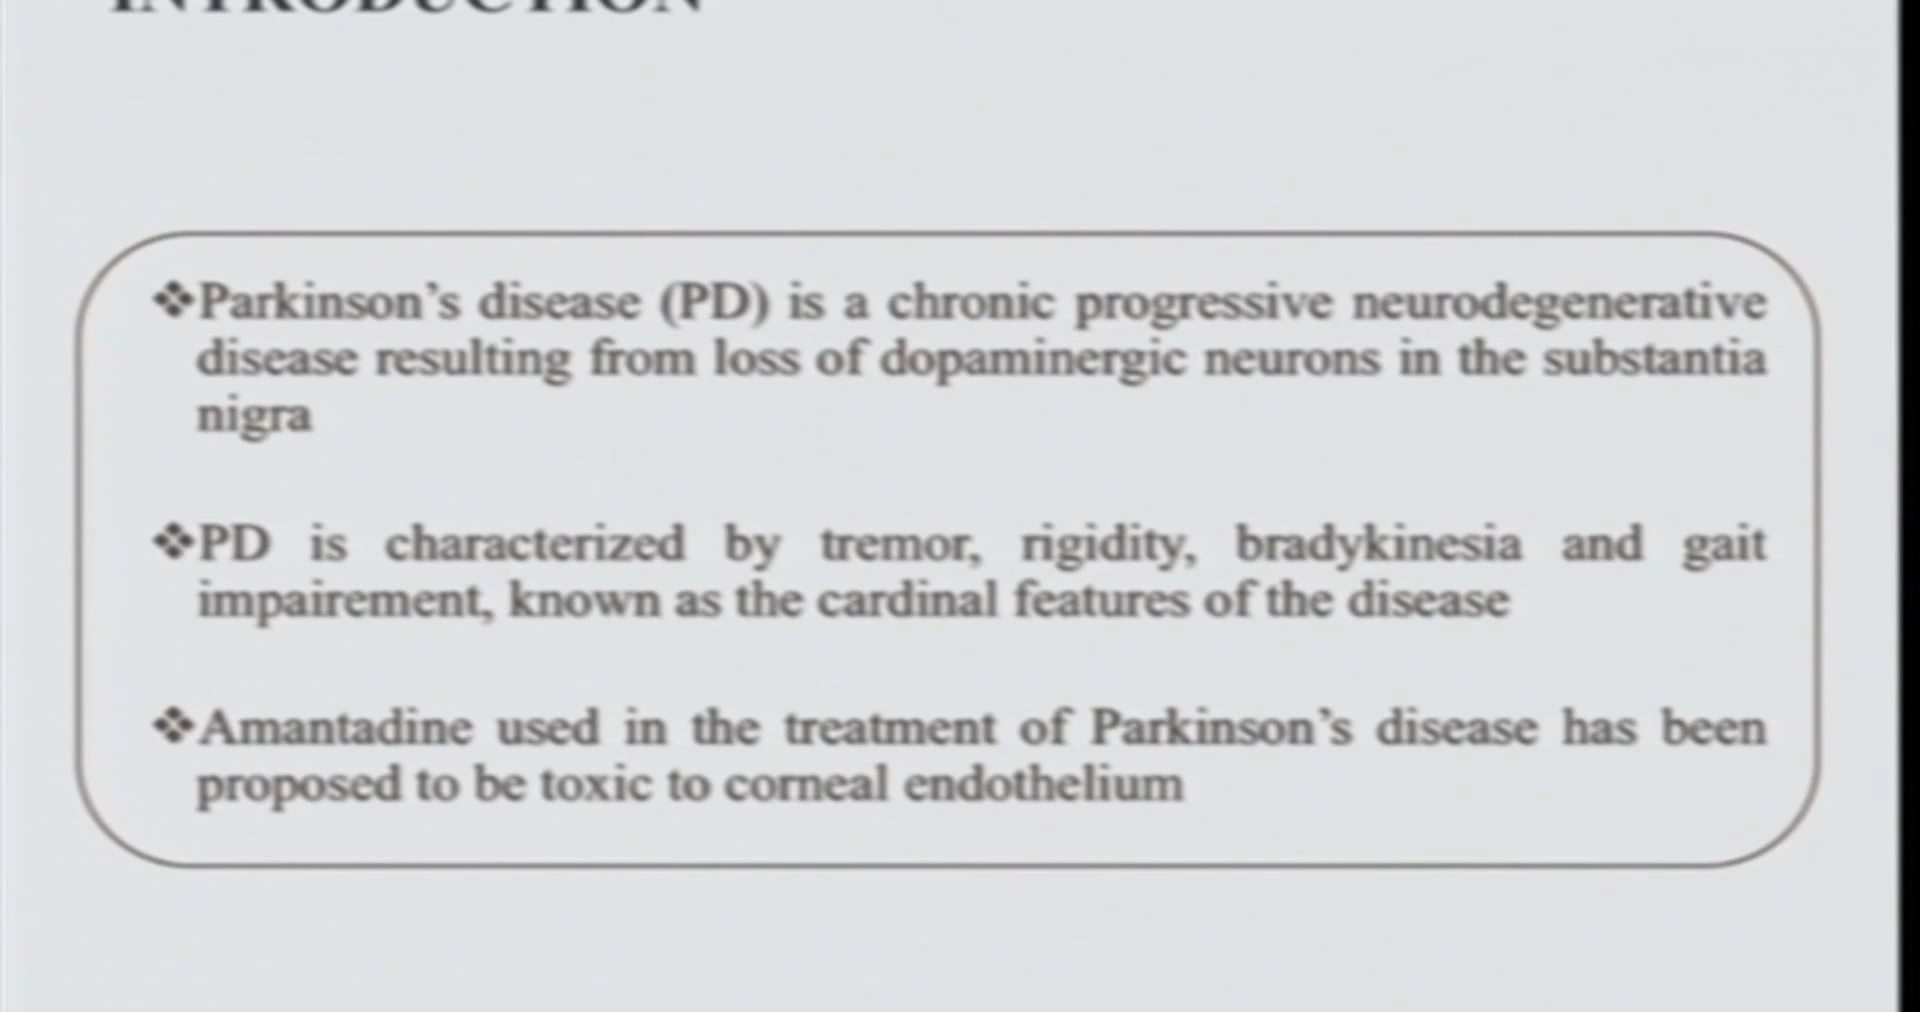 INTRODUCTION
❖Parkinson’s disease (PD) is a chronic progressive neurodegenerative
disease resulting from loss of dopaminergic neurons in the substantia
nigra
❖PD is characterized by tremor, rigidity, bradykinesia and gait
impairement, known as the cardinal features of the disease
❖Amantadine used in the treatment of Parkinson’s disease has been
proposed to be toxic to corneal endothelium